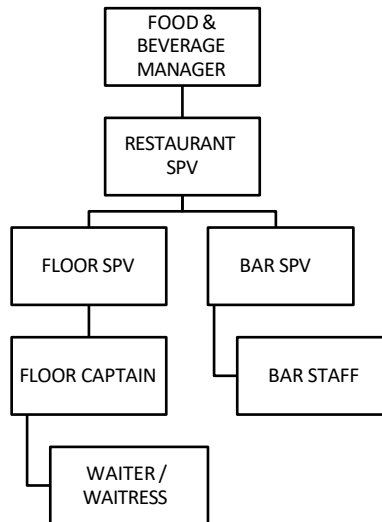 FOOD &
BEVERAGE
MANAGER
RESTAURANT
SPV
FLOOR SPV
BAR SPV
FLOOR CAPTAIN
BAR STAFF
WAITER /
WAITRESS